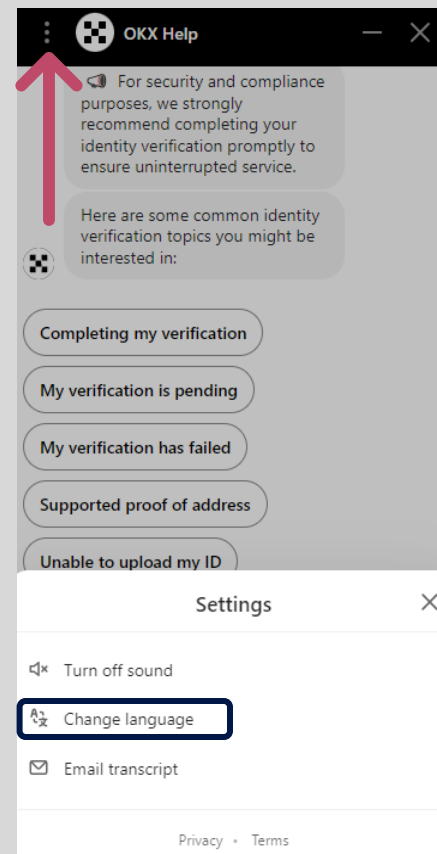 OKX Help
For security and compliance
purposes, we strongly
recommend completing your
identity verification promptly to
ensure uninterrupted service.
Here are some common identity
verification topics you might be
interested in:
Completing my verification
My verification is pending
My verification has failed
Supported proof of address
Unable to upload my ID
Settings
Turn off sound
Change language
Email transcript
Privacy • Terms